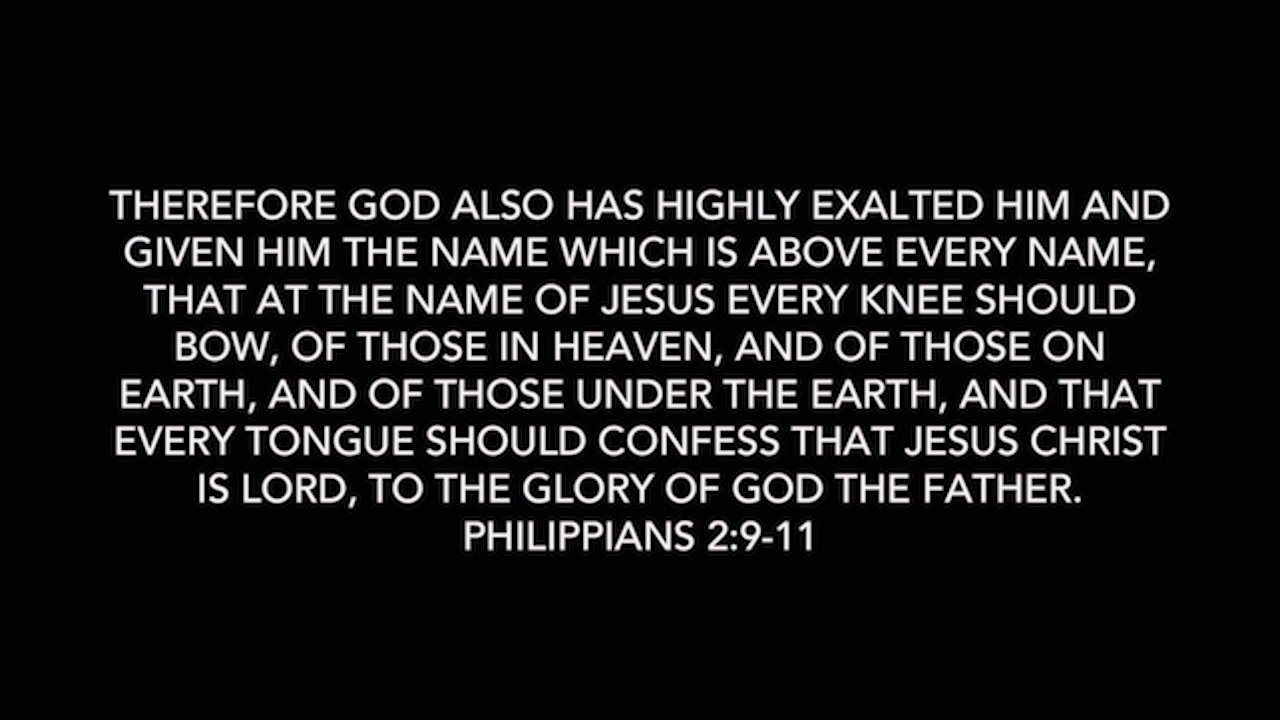 THEREFORE GOD ALSO HAS HIGHLY EXALTED HIM AND
GIVEN HIM THE NAME WHICH IS ABOVE EVERY NAME,
THAT AT THE NAME OF JESUS EVERY KNEE SHOULD
BOW, OF THOSE IN HEAVEN, AND OF THOSE ON
EARTH, AND OF THOSE UNDER THE EARTH, AND THAT
EVERY TONGUE SHOULD CONFESS THAT JESUS CHRIST
IS LORD, TO THE GLORY OF GOD THE FATHER.
PHILIPPIANS 2:9-11